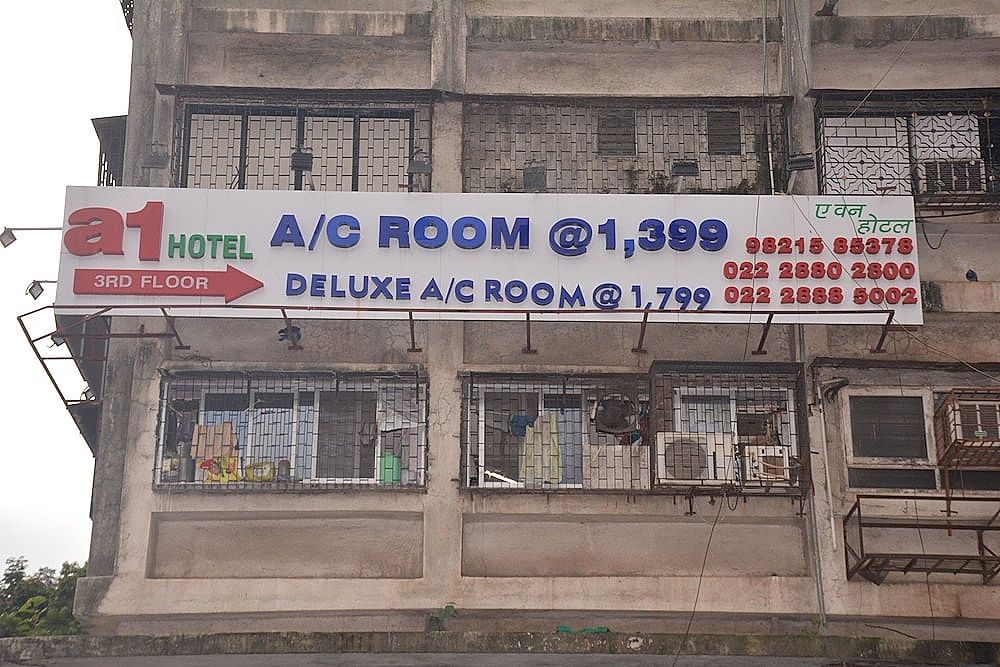 a1 HOTEL
3RD FLOOR
A/C ROOM @1,399
DELUXE A/C ROOM @ 1,799
ए वन
होटल
98215 85378
022 2880 2800
022 2888 5002